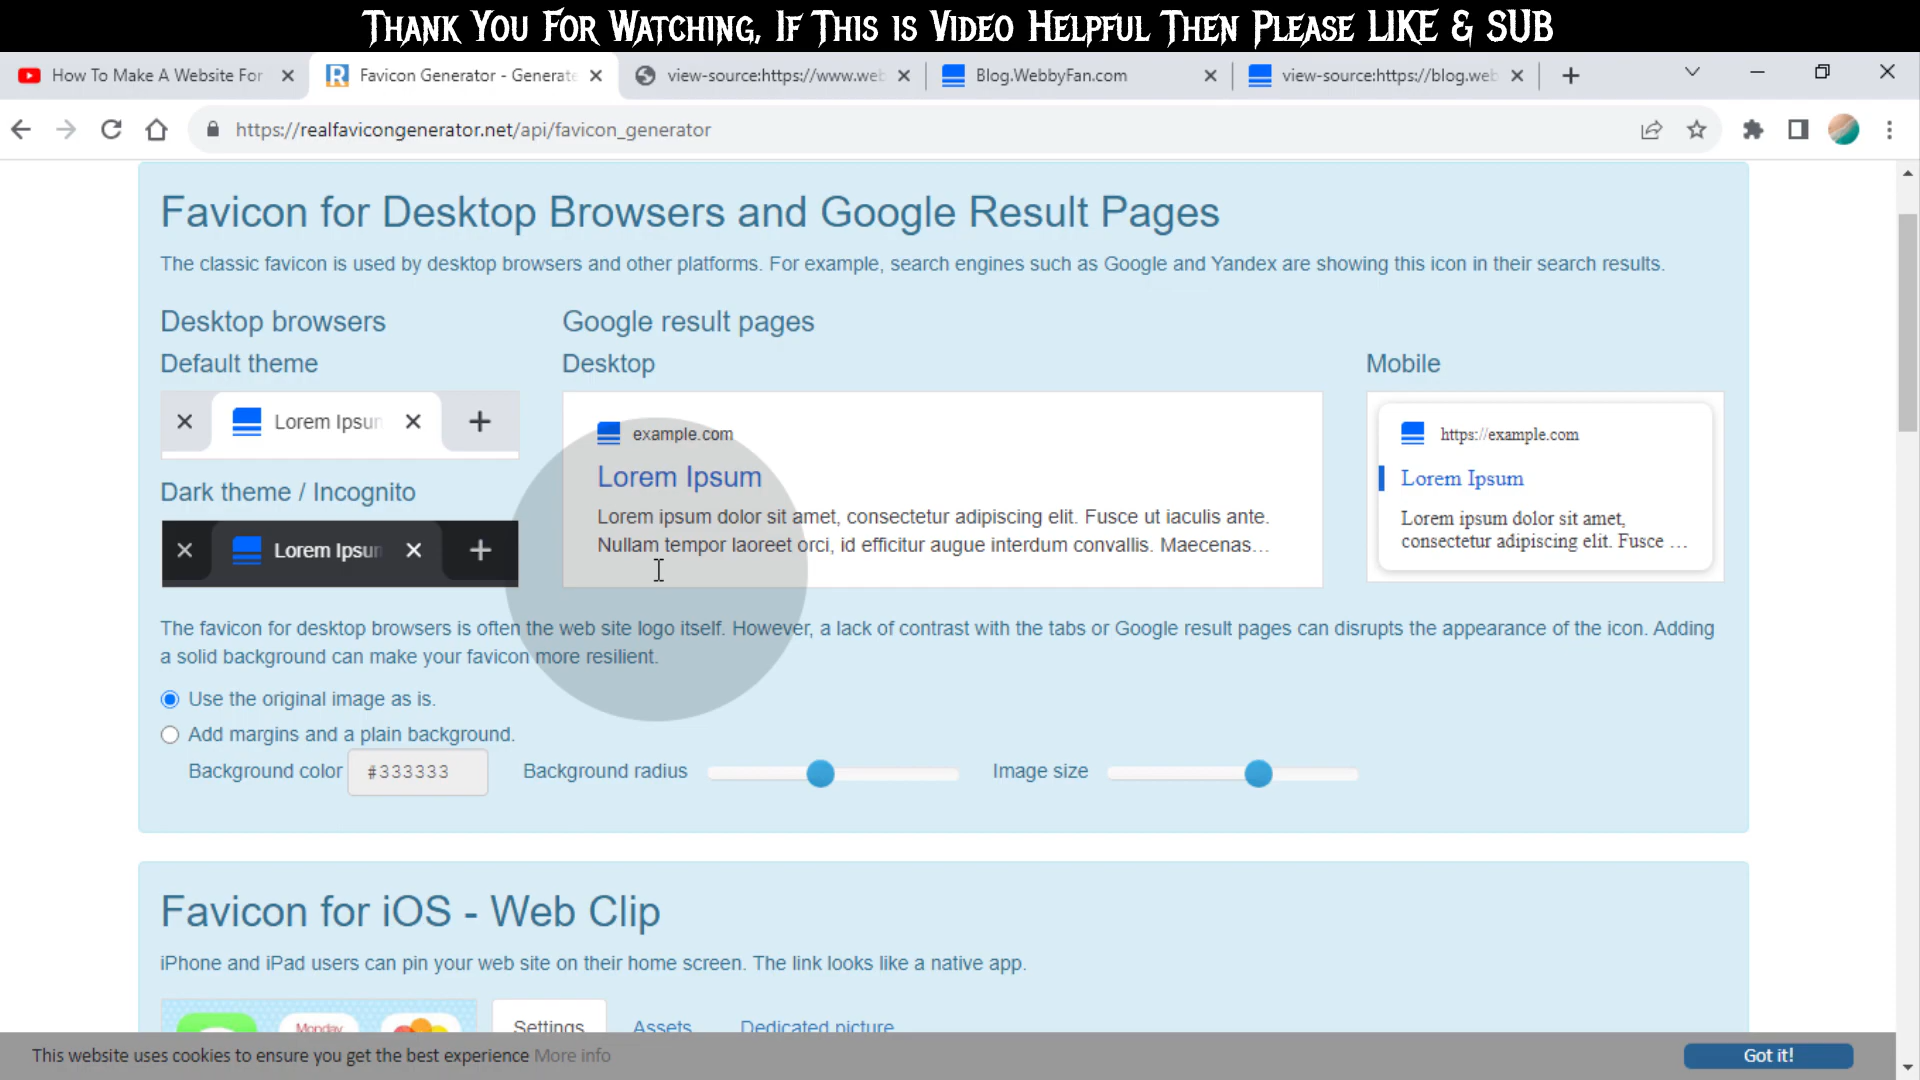 THANK YOU FOR WATCHING, IF THIS IS VIDEO HELPFUL THEN PLEASE LIKE & SUB
How To Make A Website For
Favicon Generator - Generate
view-source:https://www.web
Blog.WebbyFan.com
view-source:https://blog.web
https://realfavicongenerator.net/api/favicon_generator
Favicon for Desktop Browsers and Google Result Pages
The classic favicon is used by desktop browsers and other platforms. For example, search engines such as Google and Yandex are showing this icon in their search results.
Desktop browsers
Google result pages
Default theme
Desktop
Mobile
Lorem Ipsum
example.com
Lorem Ipsum
Lorem ipsum dolor sit amet, consectetur adipiscing elit. Fusce ut iaculis ante.
Nullam tempor laoreet orci, id efficitur augue interdum convallis. Maecenas...
https://example.com
Lorem Ipsum
Lorem ipsum dolor sit amet,
consectetur adipiscing elit. Fusce ...
Dark theme / Incognito
Lorem Ipsum
The favicon for desktop browsers is often the web site logo itself. However, a lack of contrast with the tabs or Google result pages can disrupts the appearance of the icon. Adding
a solid background can make your favicon more resilient.
Use the original image as is.
Add margins and a plain background.
Background color #333333 Background radius Image size
Favicon for iOS - Web Clip
iPhone and iPad users can pin your web site on their home screen. The link looks like a native app.
Monday
Settings Assets Dedicated picture
This website uses cookies to ensure you get the best experience More info
Got it!